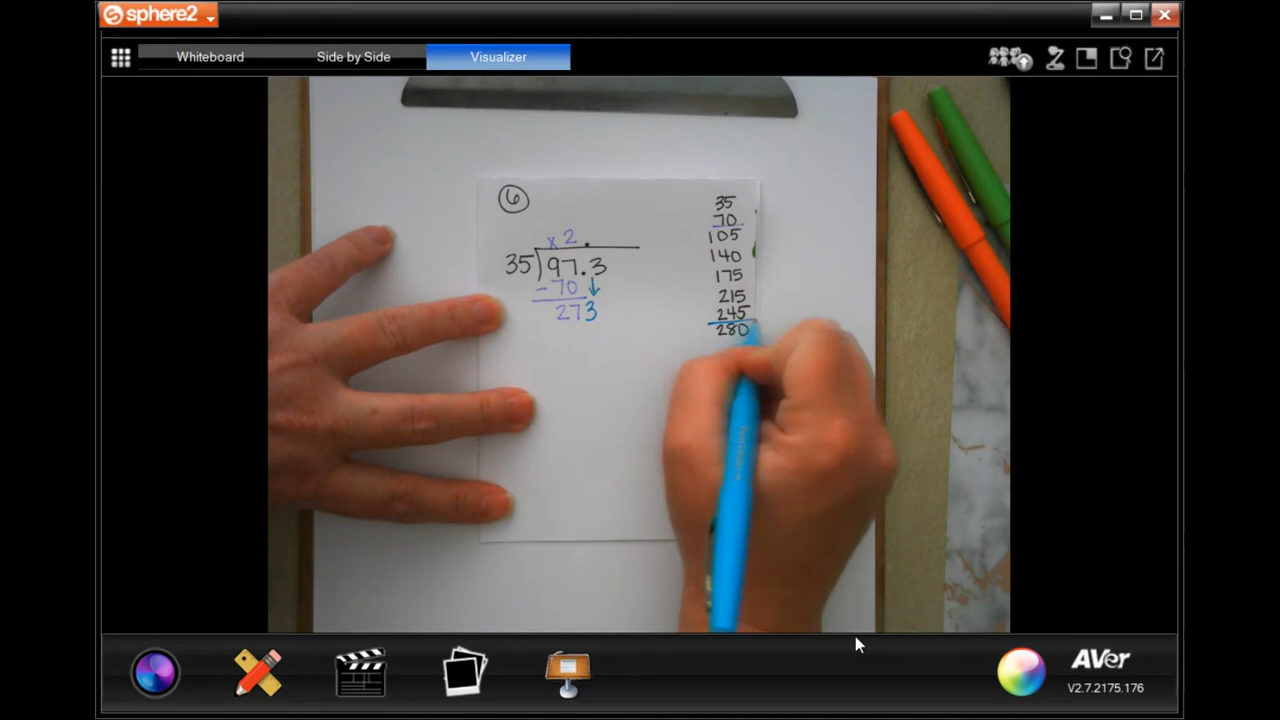 sphere2
Whiteboard
Side by Side
Visualizer
6
35
70
105
140
175
215
245
280
x 2 .
35 97.3
-70 ↓
273
AVer
V2.7.2175.176